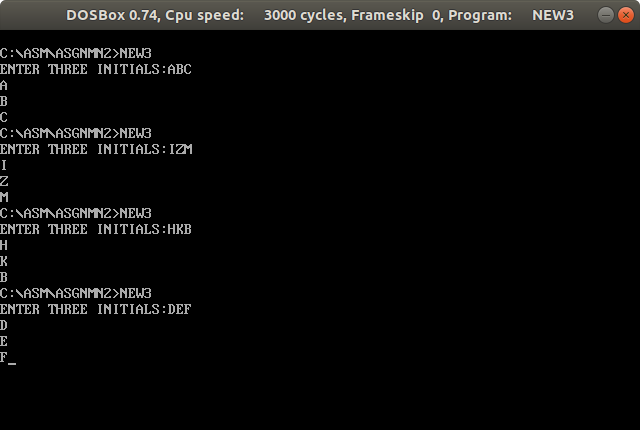 DOSBox 0.74, Cpu speed: 3000 cycles, Frameskip 0, Program: NEW3
C:\ASM\ASGNMN2>NEW3
ENTER THREE INITIALS:ABC
A
B
C
C:\ASM\ASGNMN2>NEW3
ENTER THREE INITIALS:IZM
I
Z
M
C:\ASM\ASGNMN2>NEW3
ENTER THREE INITIALS:HKB
H
K
B
C:\ASM\ASGNMN2>NEW3
ENTER THREE INITIALS:DEF
D
E
F_